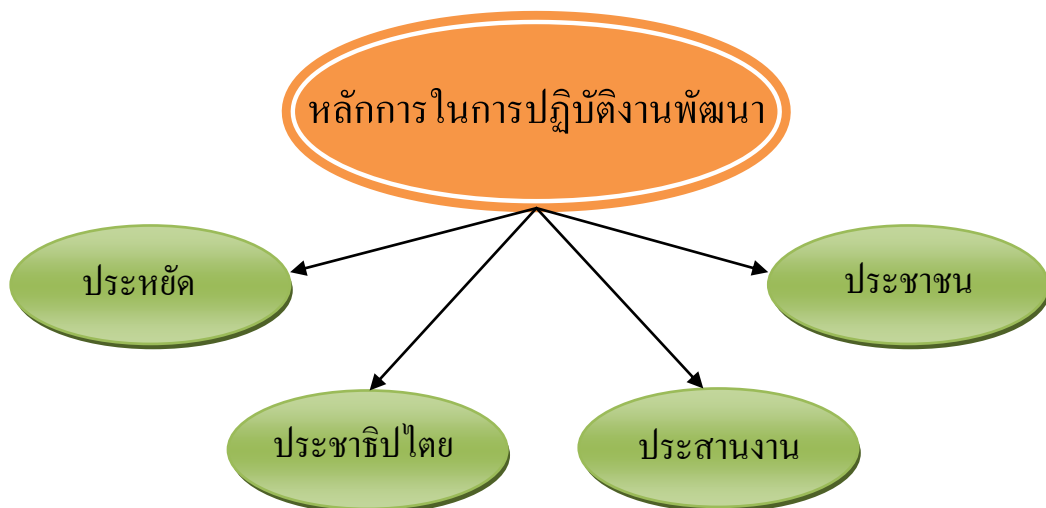 หลักการในการปฏิบัติงานพัฒนา
ประหยัด
ประชาชน
ประชาธิปไตย
ประสานงาน